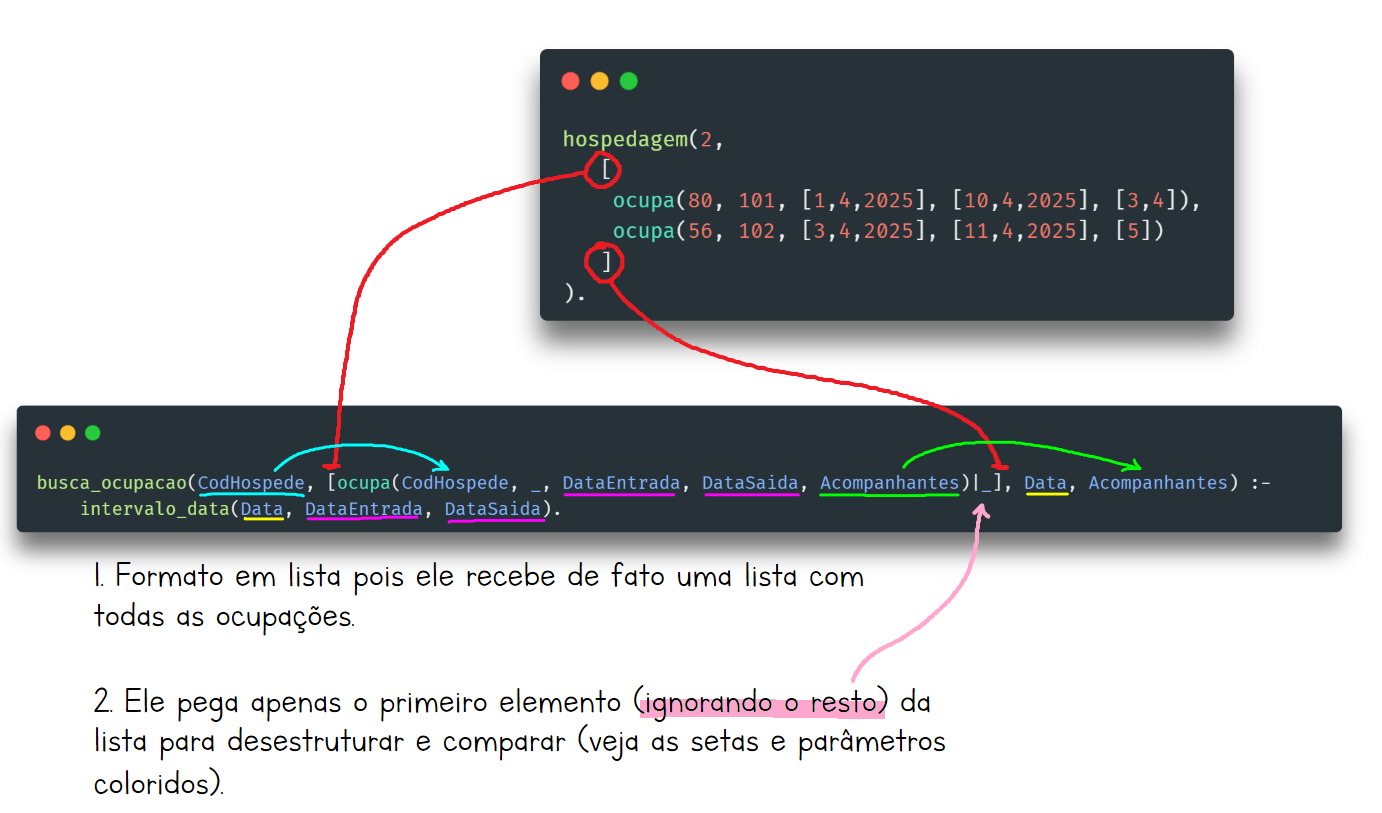 hospedagem(2,
[
ocupa(80, 101, [1,4,2025], [10,4,2025], [3,4]),
ocupa(56, 102, [3,4,2025], [11,4,2025], [5])
]
).
busca_ocupacao(CodHospede, [ocupa(CodHospede, _, DataEntrada, DataSaida, Acompanhantes)|_], Data, Acompanhantes) :-
intervalo_data(Data, DataEntrada, DataSaida).
1. Formato em lista pois ele recebe de fato uma lista com
todas as ocupações.
2. Ele pega apenas o primeiro elemento (ignorando o resto) da
lista para desestruturar e comparar (veja as setas e parâmetros
coloridos).